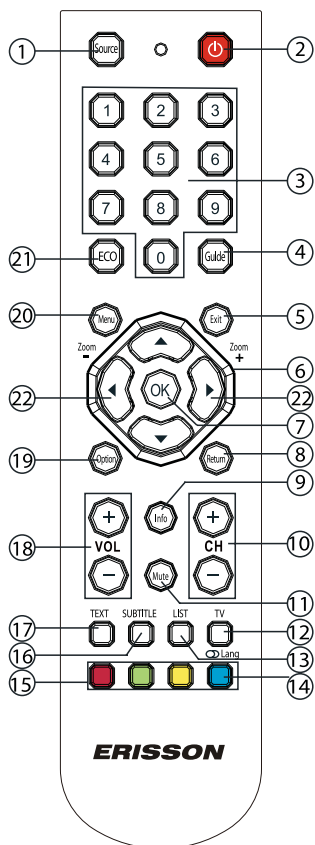 1 Source 2
1 2 3
3
4 5 6
7 8 9
21 ECO 0 Guide 4
20 Menu Exit 5
Zoom - Zoom +
6
22 OK 22
7
19 Option Return 8
9
+ Info + 10
18 VOL CH
- Mute - 11
17 TEXT SUBTITLE LIST TV 12
16 13
Lang
15 14
ERISSON